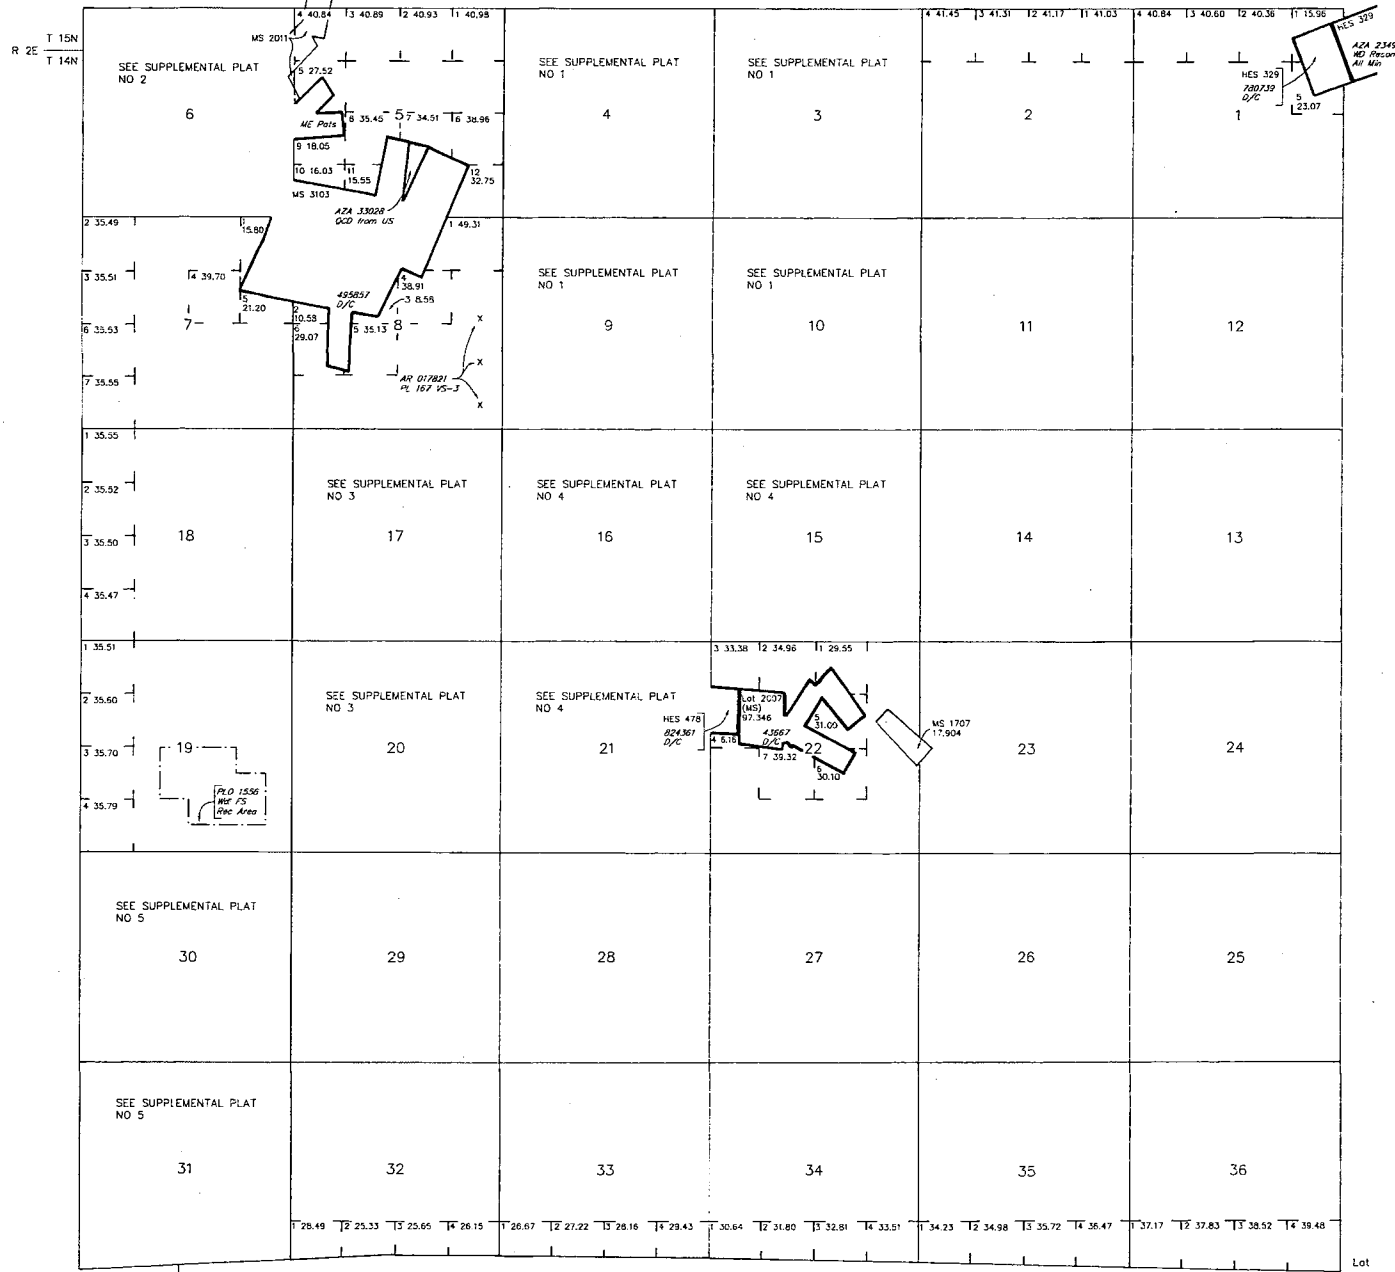 4 40.84 3 40.89 2 40.93 1 40.98
4 41.45 3 41.31 2 41.17 1 41.03 4 40.84 3 40.60 2 40.36 1 15.95
R 2E
T 15N
T 14N
MS 2011
HES 329
AZA 2349
WD Recon
All Min
SEE SUPPLEMENTAL PLAT
NO 2
6
5 27.52
ME Pats
8 35.45 5 7 34.51 6 38.96
9 18.05
10 16.03 11
15.55
12
32.75
MS 3103
AZA 33028
QCD from US
SEE SUPPLEMENTAL PLAT
NO 1
4
SEE SUPPLEMENTAL PLAT
NO 1
3
2
1
HES 329
780739
D/C
5
23.07
2 35.49
1
15.80
1 49.31
3 35.51
4 39.70
4
38.91
3 8.58
495857
D/C
5
21.20
2
10.58
6 35.53
7
6
29.07
5 35.13 8
x
x
x
7 35.55
AR 017821
PL 167 VS-3
SEE SUPPLEMENTAL PLAT
NO 1
9
SEE SUPPLEMENTAL PLAT
NO 1
10
11
12
1 35.55
2 35.52
3 35.50
4 35.47
18
SEE SUPPLEMENTAL PLAT
NO 3
17
SEE SUPPLEMENTAL PLAT
NO 4
16
SEE SUPPLEMENTAL PLAT
NO 4
15
14
13
1 35.51
2 35.60
3 35.70
4 35.79
19
PLO 1556
Wdl FS
Rec Area
SEE SUPPLEMENTAL PLAT
NO 3
20
SEE SUPPLEMENTAL PLAT
NO 4
21
3 33.38 2 34.96 1 29.55
HES 478
824361
D/C
Lot 2007
(MS)
97.346
43667
D/C
5
31.00
4 6.16
7 39.32
22
6
30.10
MS 1707
17.904
23
24
SEE SUPPLEMENTAL PLAT
NO 5
30
29
28
27
26
25
SEE SUPPLEMENTAL PLAT
NO 5
31
32
33
34
35
36
1 28.49 2 25.33 3 25.65 4 26.15 1 26.67 2 27.22 3 28.16 4 29.43 1 30.64 2 31.80 3 32.81 4 33.51 1 34.23 2 34.98 3 35.72 4 36.47 1 37.17 2 37.83 3 38.52 4 39.48
Lot